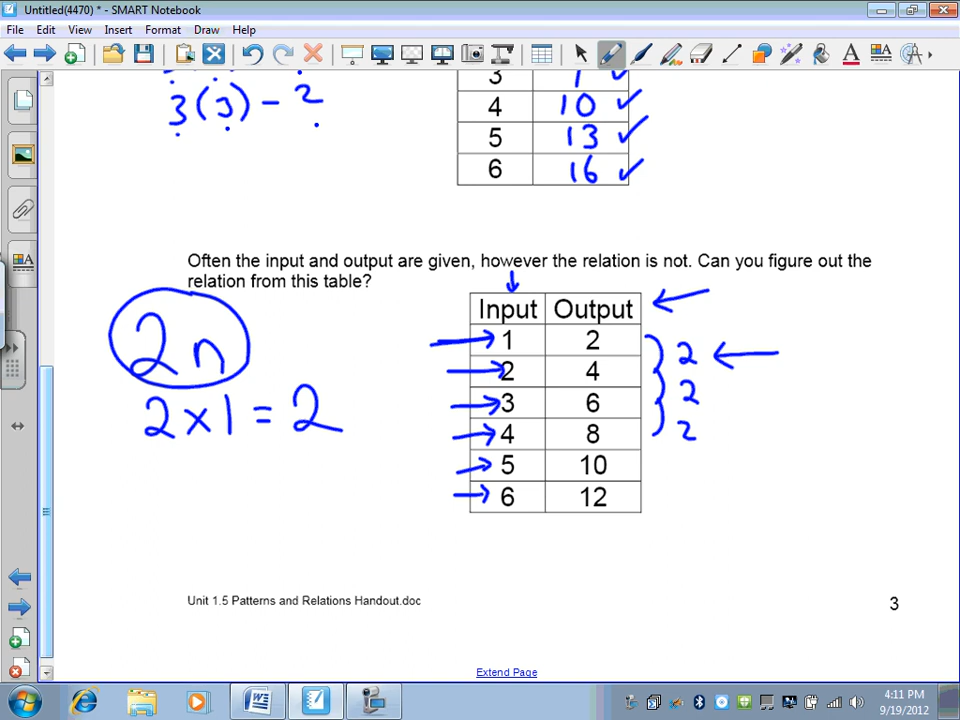 Untitled(4470) * - SMART Notebook
File Edit View Insert Format Draw Help
3(3) - 2
3 7 ✓
4 10 ✓
5 13 ✓
6 16 ✓
Often the input and output are given, however the relation is not. Can you figure out the
relation from this table?
2n
2 x 1 = 2
Input Output
1 2
2 4
3 6
4 8
5 10
6 12
2
2
2
Unit 1.5 Patterns and Relations Handout.doc
3
Extend Page
4:11 PM
9/19/2012